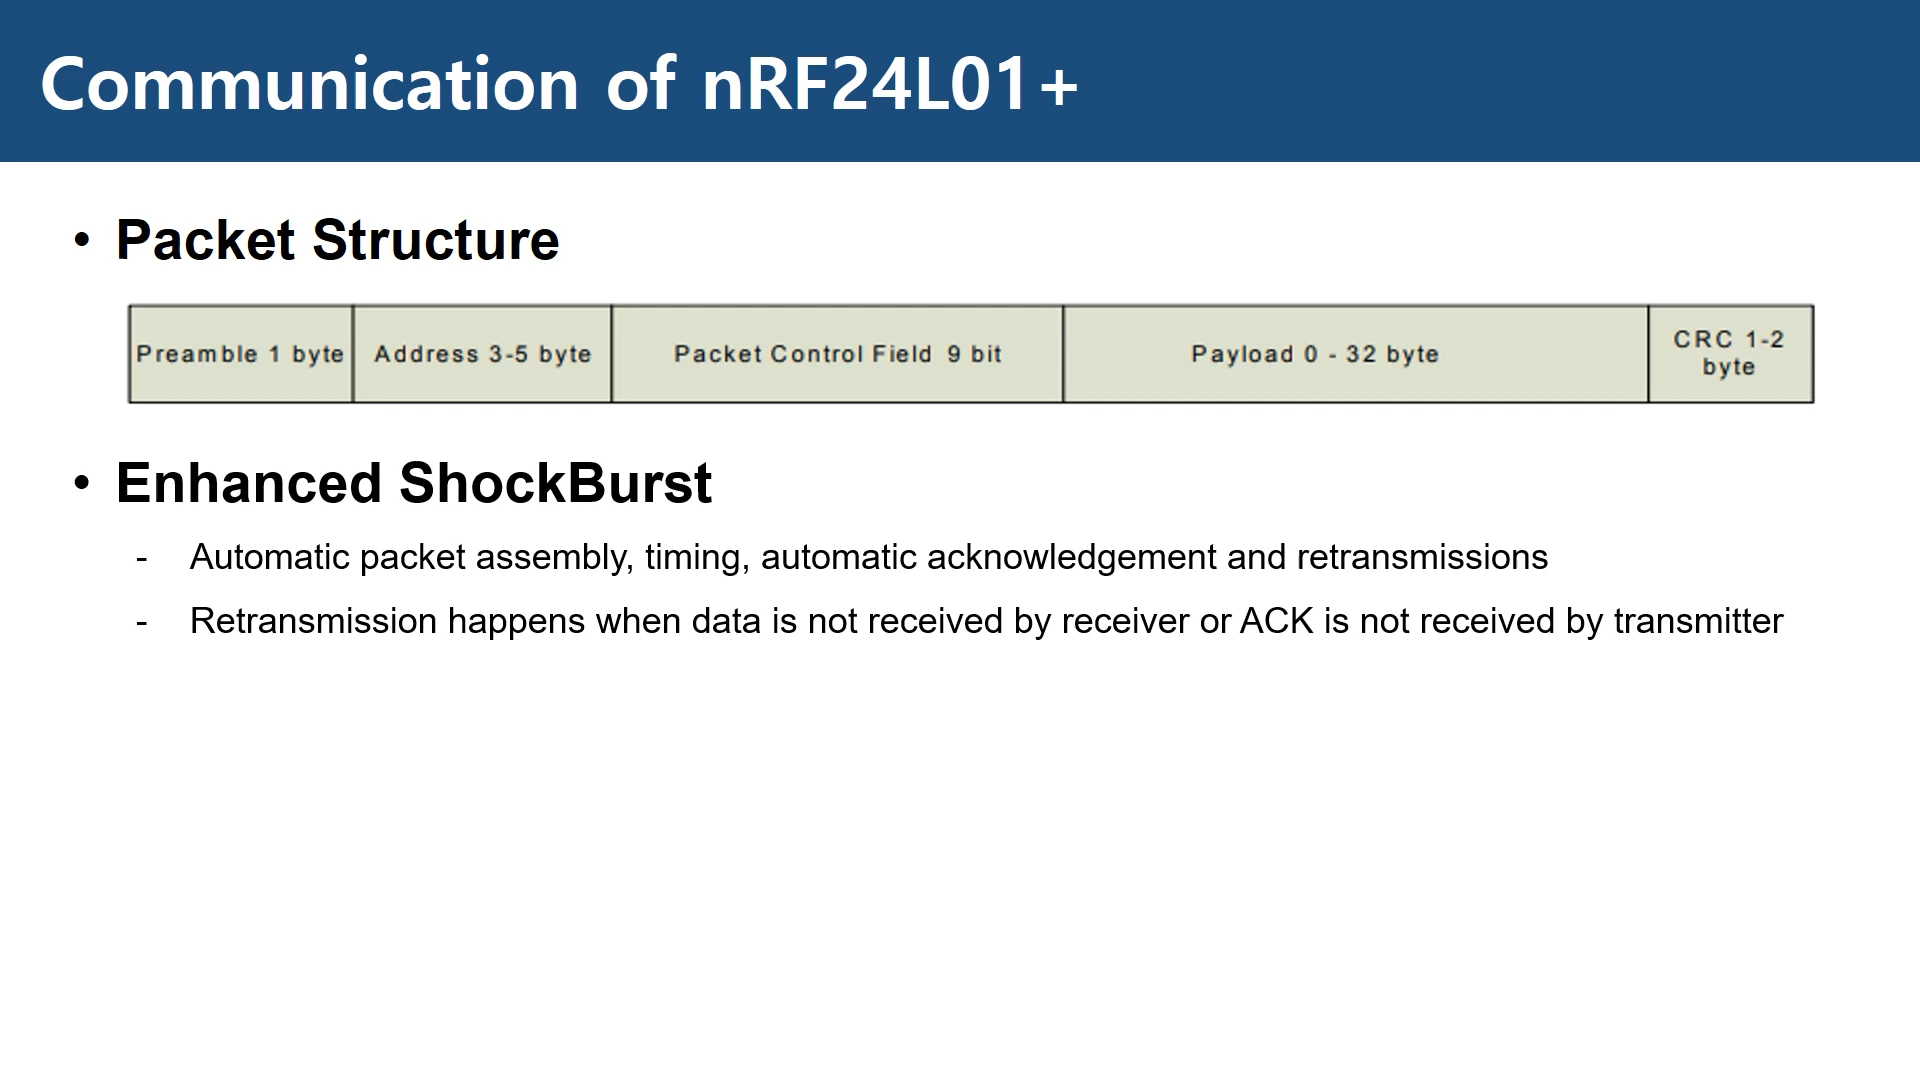 Communication of nRF24L01+
• Packet Structure
Preamble 1 byte
Address 3-5 byte
Packet Control Field 9 bit
Payload 0 - 32 byte
CRC 1-2
byte
• Enhanced ShockBurst
- Automatic packet assembly, timing, automatic acknowledgement and retransmissions
- Retransmission happens when data is not received by receiver or ACK is not received by transmitter